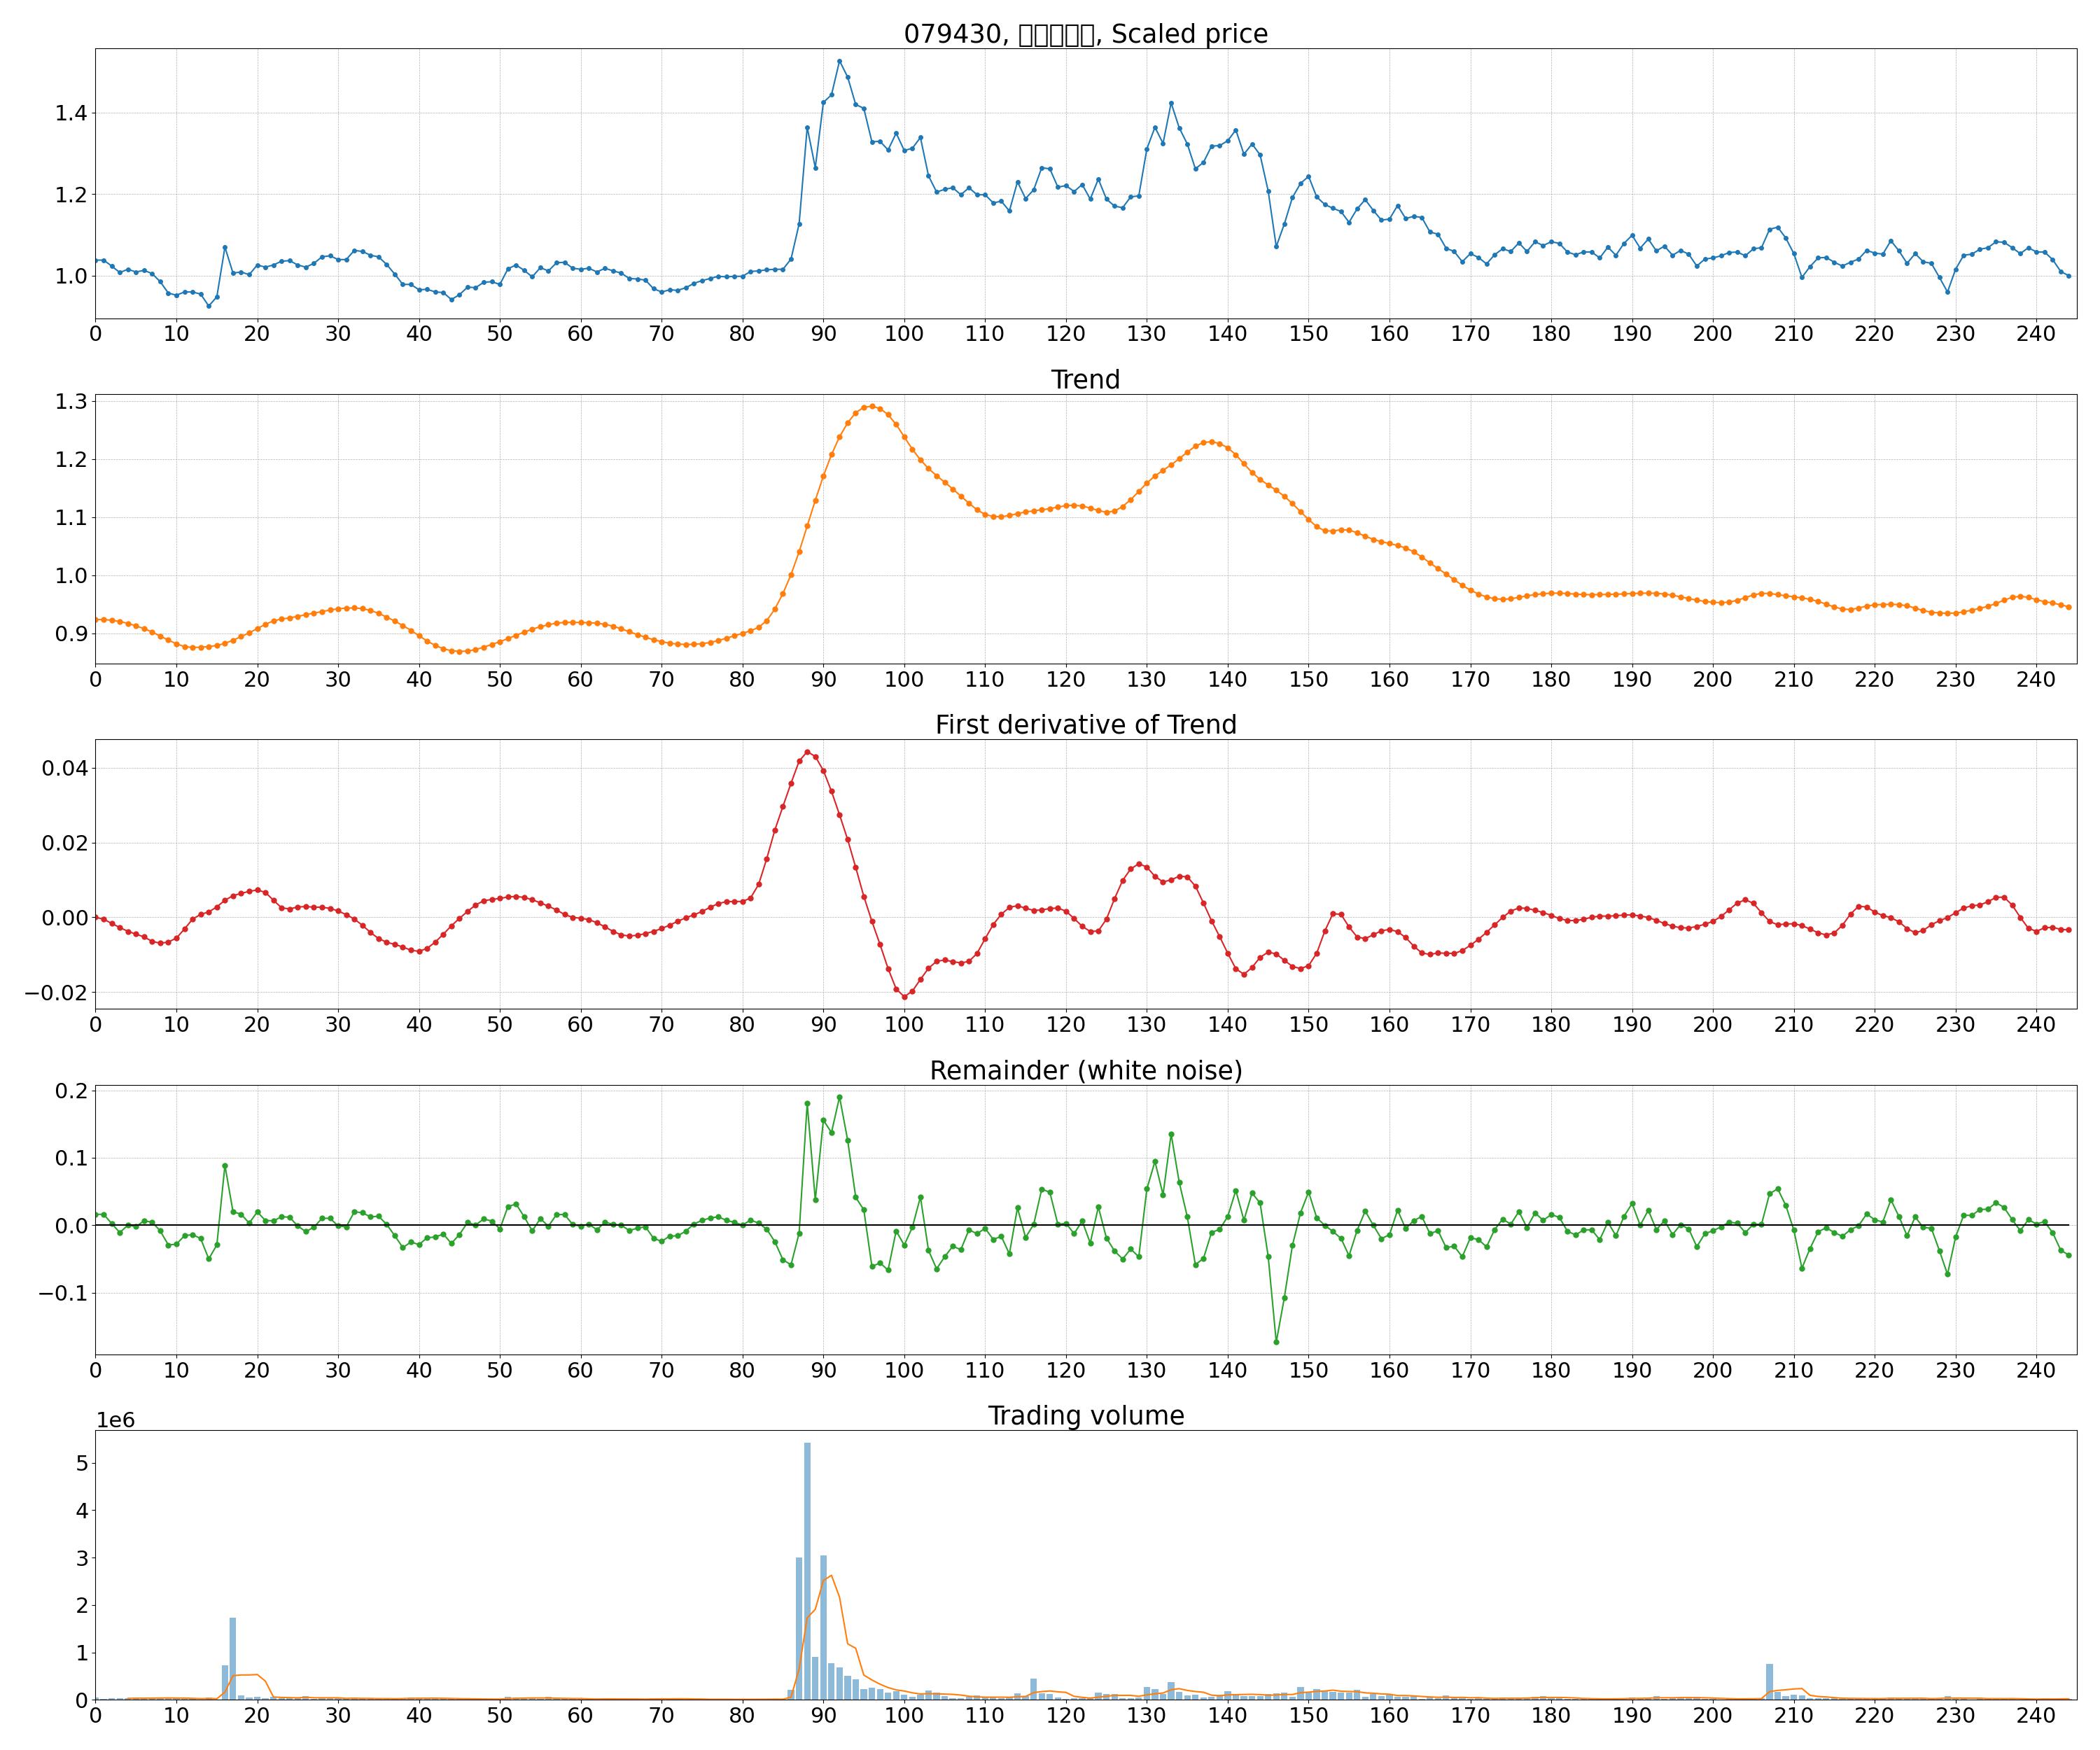 079430, □□□□□, Scaled price
1.4
1.2
1.0
0 10 20 30 40 50 60 70 80 90 100 110 120 130 140 150 160 170 180 190 200 210 220 230 240
Trend
1.3
1.2
1.1
1.0
0.9
0 10 20 30 40 50 60 70 80 90 100 110 120 130 140 150 160 170 180 190 200 210 220 230 240
First derivative of Trend
0.04
0.02
0.00
−0.02
0 10 20 30 40 50 60 70 80 90 100 110 120 130 140 150 160 170 180 190 200 210 220 230 240
Remainder (white noise)
0.2
0.1
0.0
−0.1
0 10 20 30 40 50 60 70 80 90 100 110 120 130 140 150 160 170 180 190 200 210 220 230 240
Trading volume
1e6
5
4
3
2
1
0
0 10 20 30 40 50 60 70 80 90 100 110 120 130 140 150 160 170 180 190 200 210 220 230 240